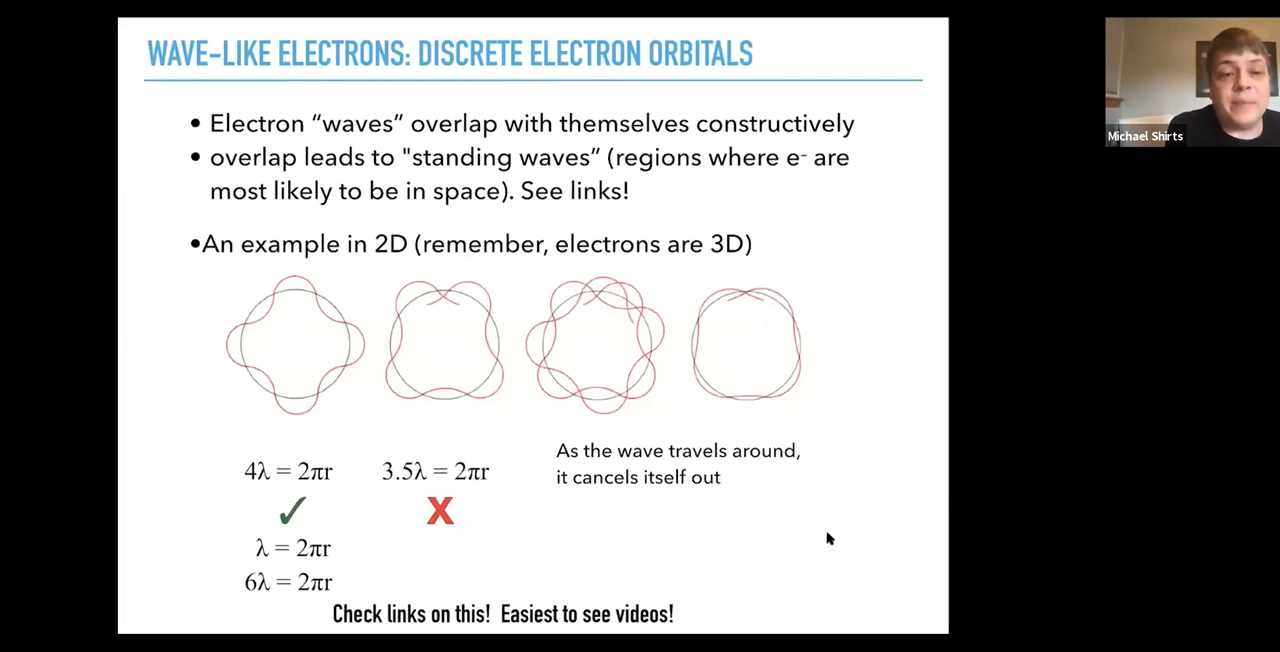 WAVE-LIKE ELECTRONS: DISCRETE ELECTRON ORBITALS
• Electron “waves” overlap with themselves constructively
• overlap leads to "standing waves” (regions where e⁻ are
most likely to be in space). See links!
•An example in 2D (remember, electrons are 3D)
4λ = 2πr
3.5λ = 2πr
As the wave travels around,
it cancels itself out
✓
X
λ = 2πr
6λ = 2πr
Check links on this! Easiest to see videos!
Michael Shirts